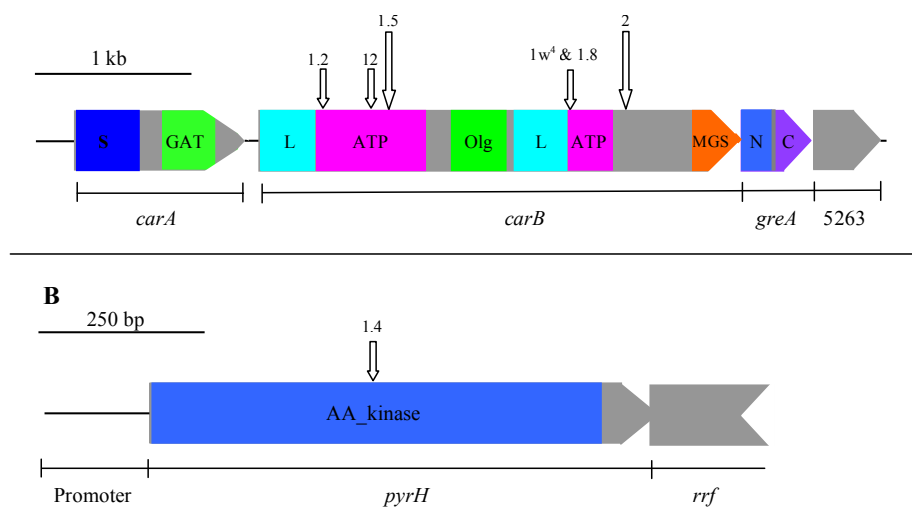 1 kb
1.2
12
1.5
1w⁴ & 1.8
2
S
GAT
L
ATP
Olg
L
ATP
MGS
N
C
carA
carB
greA
5263
B
250 bp
1.4
AA_kinase
Promoter
pyrH
rrf